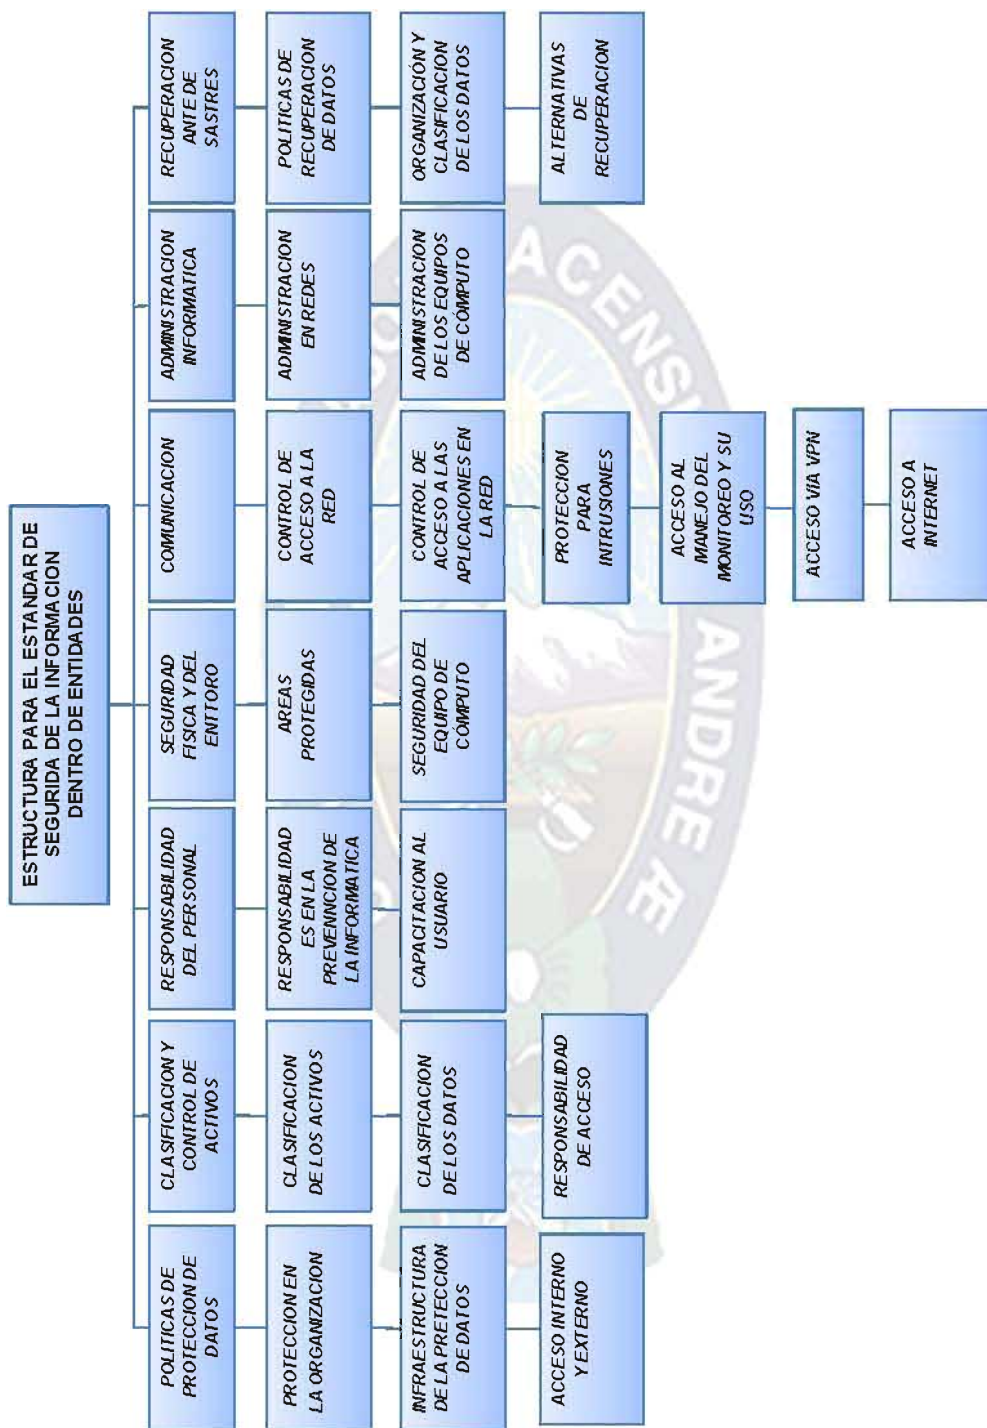 ESTRUCTURA PARA EL ESTANDAR DE
SEGURIDA DE LA INFORMACION
DENTRO DE ENTIDADES
POLITICAS DE
PROTECCION DE
DATOS
PROTECCION EN
LA ORGANIZACION
INFRAESTRUCTURA
DE LA PRETECCION
DE DATOS
ACCESO INTERNO
Y EXTERNO
CLASIFICACION Y
CONTROL DE
ACTIVOS
CLASIFICACION
DE LOS ACTIVOS
CLASIFICACION
DE LOS DATOS
RESPONSABILIDAD
DE ACCESO
RESPONSABILIDAD
DEL PERSONAL
RESPONSABILIDAD
ES EN LA
PREVENNCION DE
LA INFORMATICA
CAPACITACION AL
USUARIO
SEGURIDAD
FISICA Y DEL
ENTTORO
AREAS
PROTEGIDAS
SEGURIDAD DEL
EQUIPO DE
CÓMPUTO
COMUNICACION
CONTROL DE
ACCESO A LA
RED
CONTROL DE
ACCESO A LAS
APLICACIONES EN
LA RED
PROTECCION
PARA
INTRUSIONES
ACCESO AL
MANEJO DEL
MONITOREO Y SU
USO
ACCESO VIA VPN
ACCESO A
INTERNET
ADMINISTRACION
INFORMATICA
ADMINISTRACION
EN REDES
ADMINISTRACION
DE LOS EQUIPOS
DE CÓMPUTO
RECUPERACION
ANTE DE
SASTRES
POLITICAS DE
RECUPERACION
DE DATOS
ORGANIZACIÓN Y
CLASIFICACION
DE LOS DATOS
ALTERNATIVAS
DE
RECUPERACION
ACENSIS
ANDREÆ